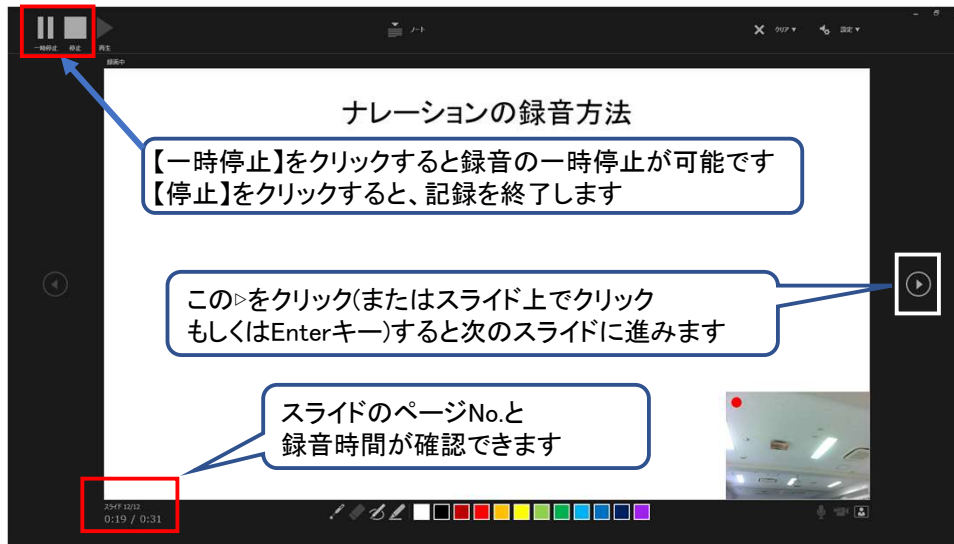 ノート
クリア ▼
設定 ▼
一時停止
停止
再生
録画中
ナレーションの録音方法
【一時停止】をクリックすると録音の一時停止が可能です
【停止】をクリックすると、記録を終了します
この▷をクリック(またはスライド上でクリック
もしくはEnterキー)すると次のスライドに進みます
スライドのページNo.と
録音時間が確認できます
スライド 12/12
0:19 / 0:31